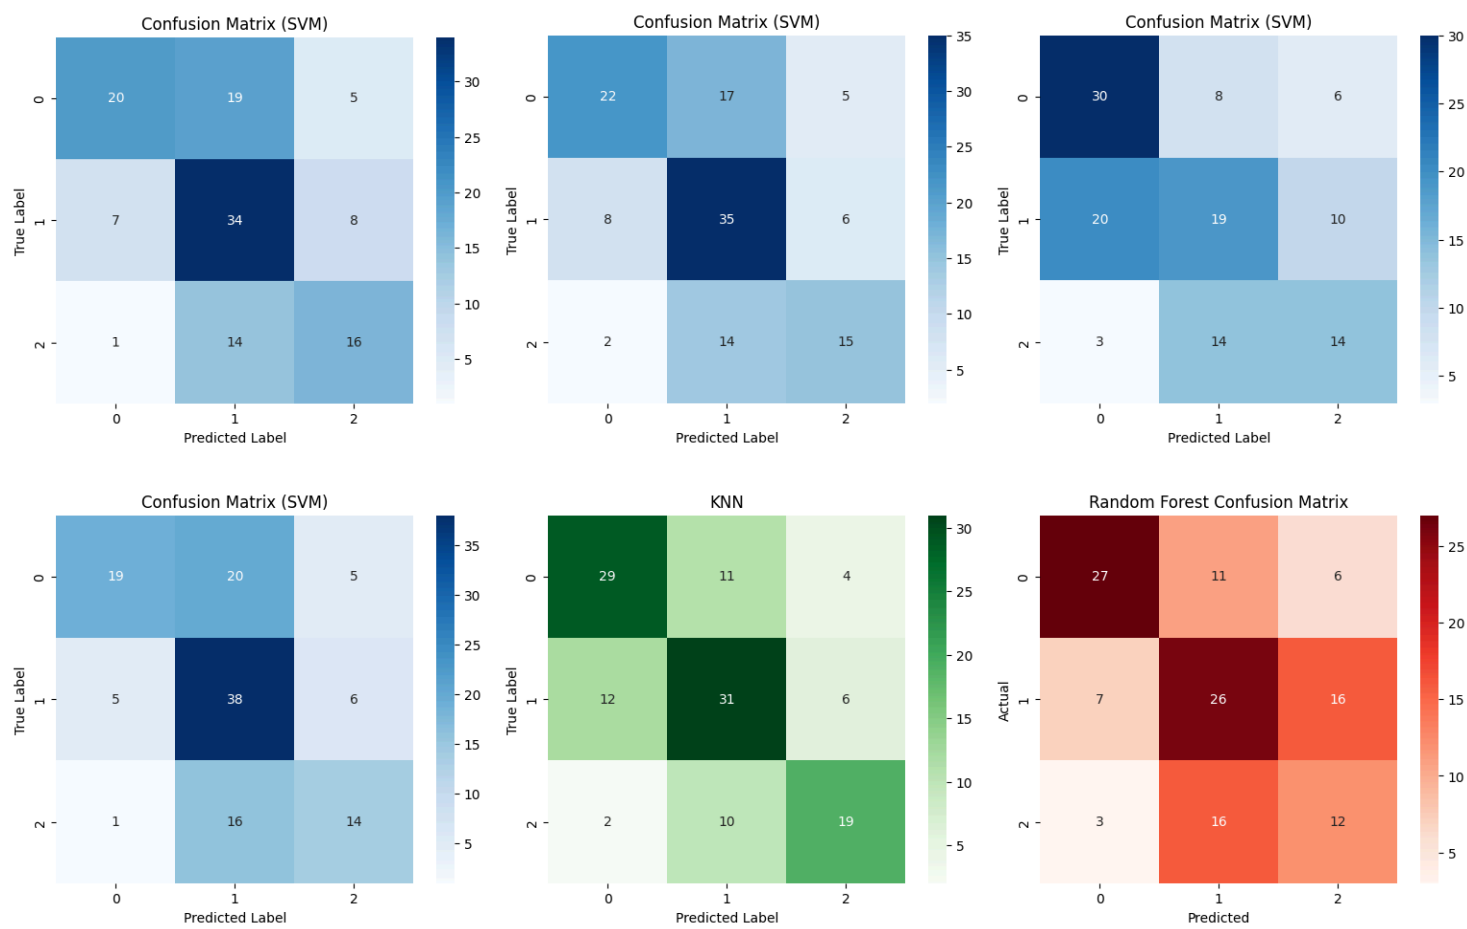 Confusion Matrix (SVM)
20 19 5
7 34 8
1 14 16
0
1
2
0 1 2
True Label
Predicted Label
30
25
20
15
10
5
Confusion Matrix (SVM)
22 17 5
8 35 6
2 14 15
0
1
2
0 1 2
True Label
Predicted Label
35
30
25
20
15
10
5
Confusion Matrix (SVM)
30 8 6
20 19 10
3 14 14
0
1
2
0 1 2
True Label
Predicted Label
30
25
20
15
10
5
Confusion Matrix (SVM)
19 20 5
5 38 6
1 16 14
0
1
2
0 1 2
True Label
Predicted Label
35
30
25
20
15
10
5
KNN
29 11 4
12 31 6
2 10 19
0
1
2
0 1 2
True Label
Predicted Label
30
25
20
15
10
5
Random Forest Confusion Matrix
27 11 6
7 26 16
3 16 12
0
1
2
0 1 2
Actual
Predicted
25
20
15
10
5